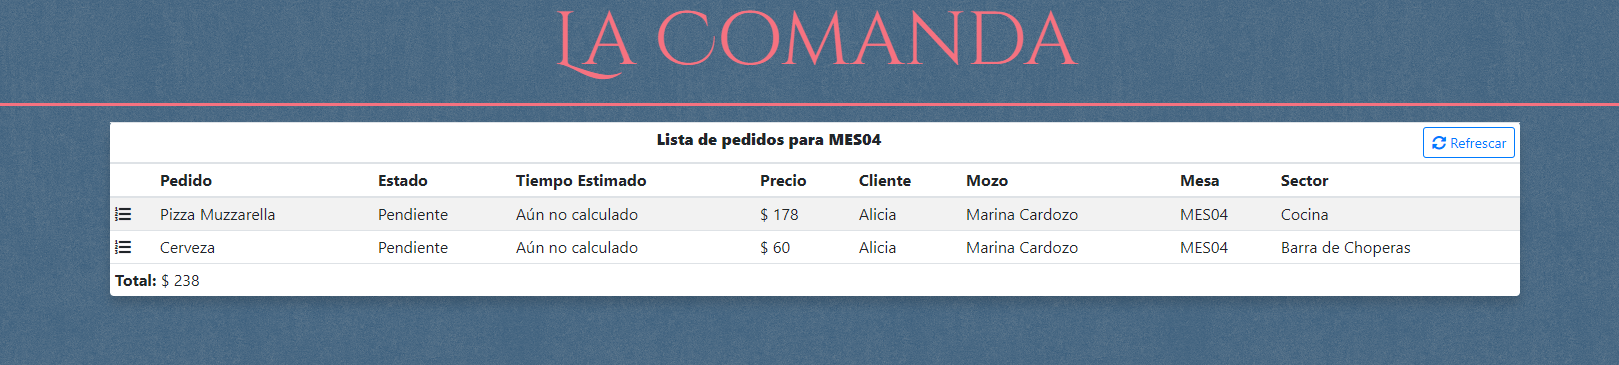 La Comanda
Lista de pedidos para MES04
Refrescar
Pedido Estado Tiempo Estimado Precio Cliente Mozo Mesa Sector
Pizza Muzzarella Pendiente Aún no calculado $ 178 Alicia Marina Cardozo MES04 Cocina
Cerveza Pendiente Aún no calculado $ 60 Alicia Marina Cardozo MES04 Barra de Choperas
Total: $ 238